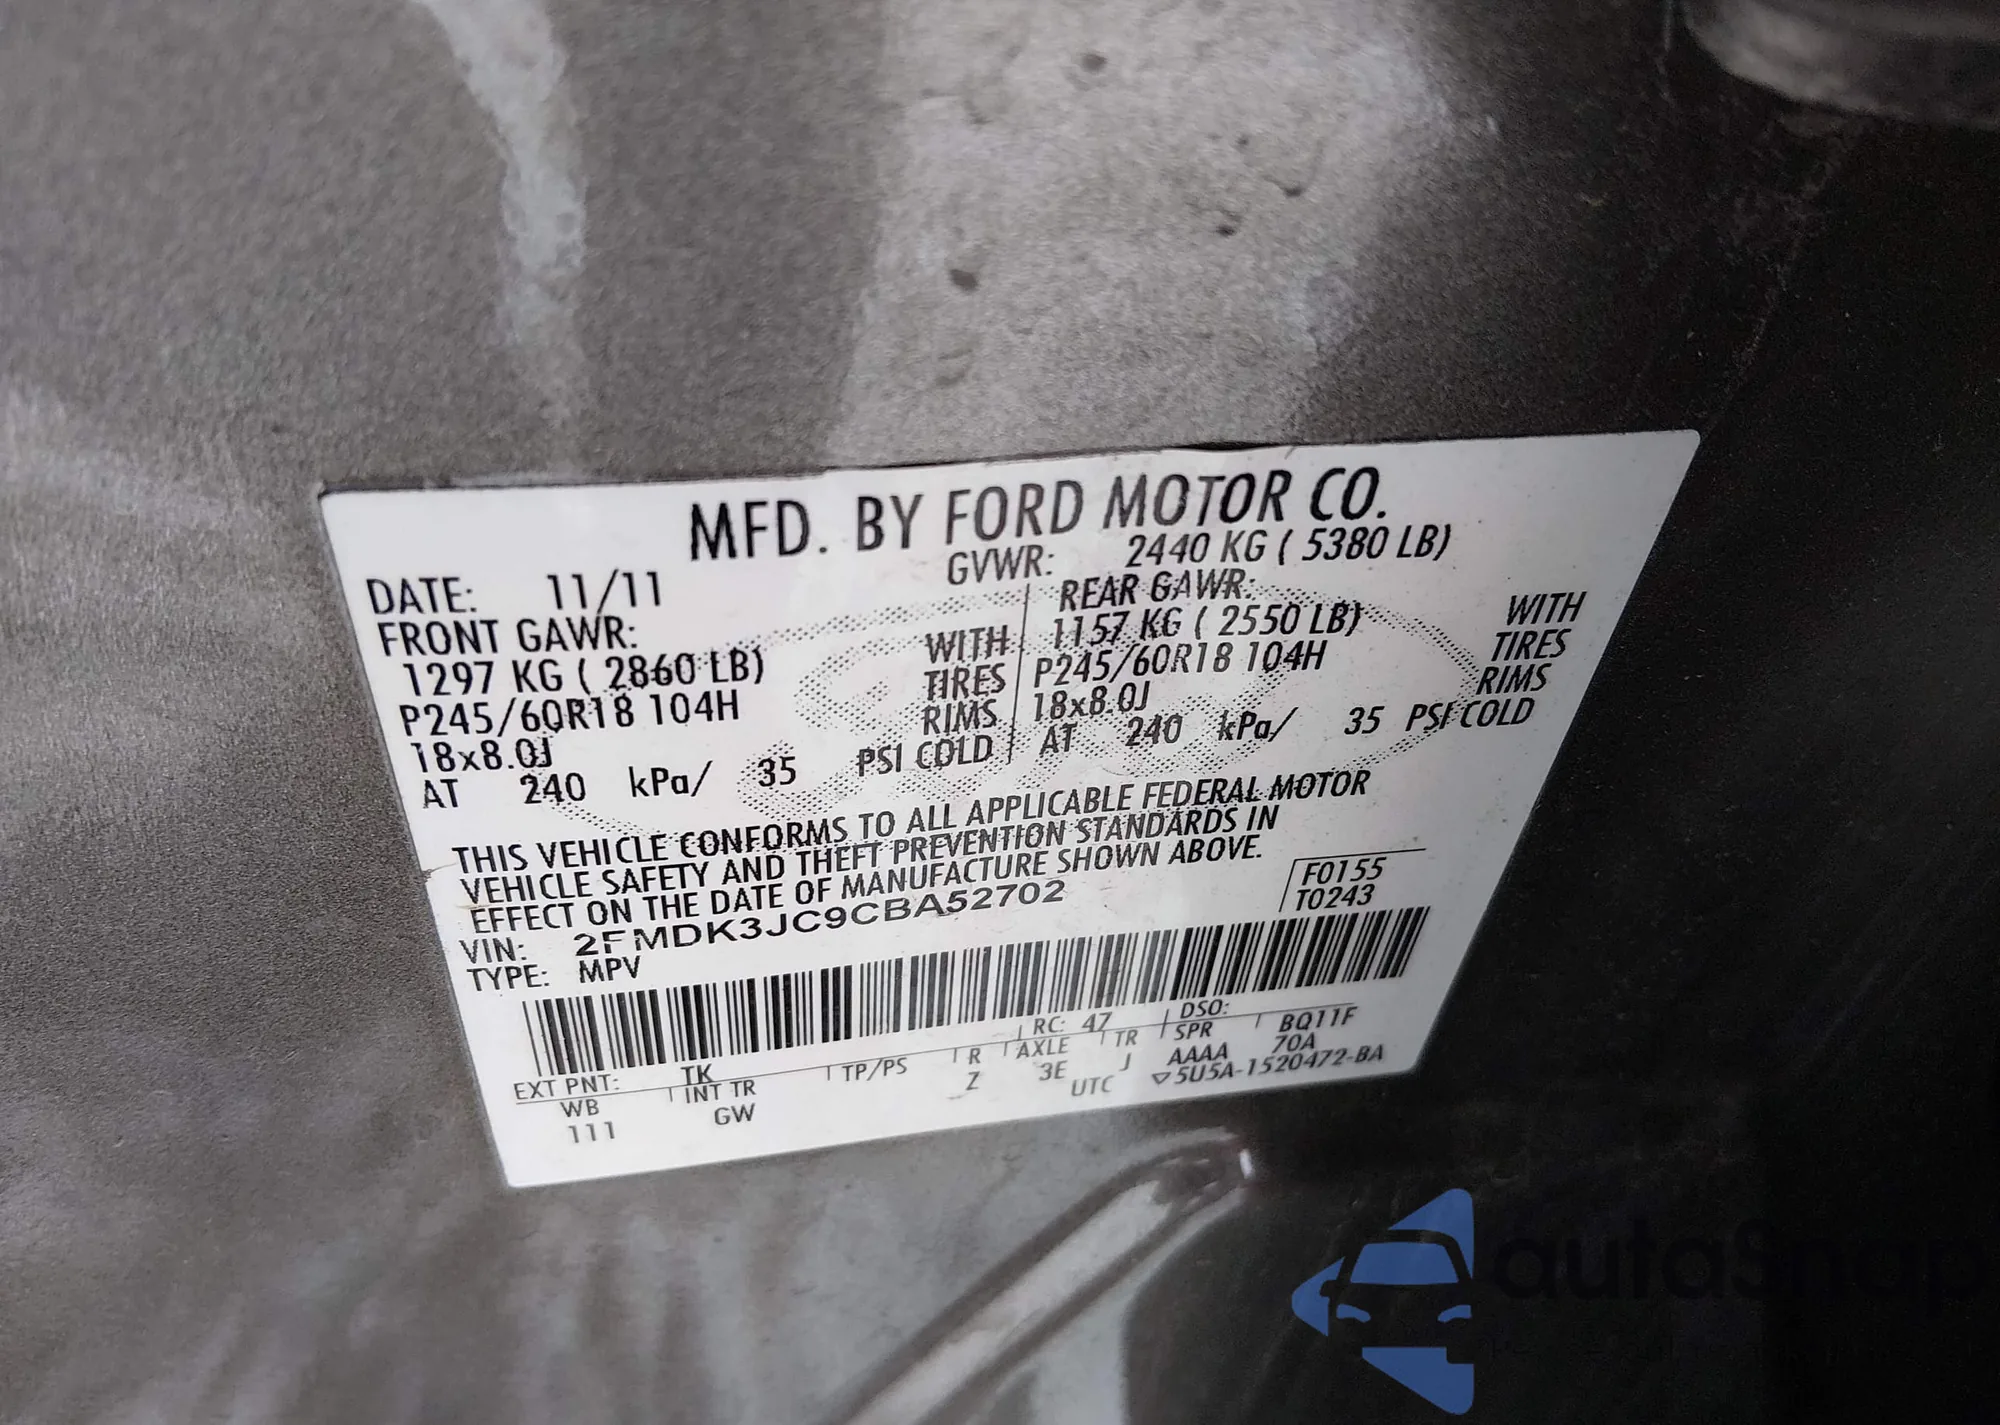 MFD. BY FORD MOTOR CO.
DATE: 11/11 GVWR: 2440 KG ( 5380 LB)
FRONT GAWR: REAR GAWR:
1297 KG ( 2860 LB) WITH 1157 KG ( 2550 LB) WITH
P245/60R18 104H TIRES P245/60R18 104H TIRES
18x8.0J RIMS 18x8.0J RIMS
AT 240 kPa/ 35 PSI COLD AT 240 kPa/ 35 PSI COLD
THIS VEHICLE CONFORMS TO ALL APPLICABLE FEDERAL MOTOR
VEHICLE SAFETY AND THEFT PREVENTION STANDARDS IN
EFFECT ON THE DATE OF MANUFACTURE SHOWN ABOVE.
VIN: 2FMDK3JC9CBA52702 F0155
TYPE: MPV T0243
EXT PNT: TK RC: 47 DSO: BQ11F
WB INT TR TP/PS R AXLE TR SPR 70A
111 GW Z 3E J AAAA
UTC ▽5U5A-1520472-BA
autoSnap